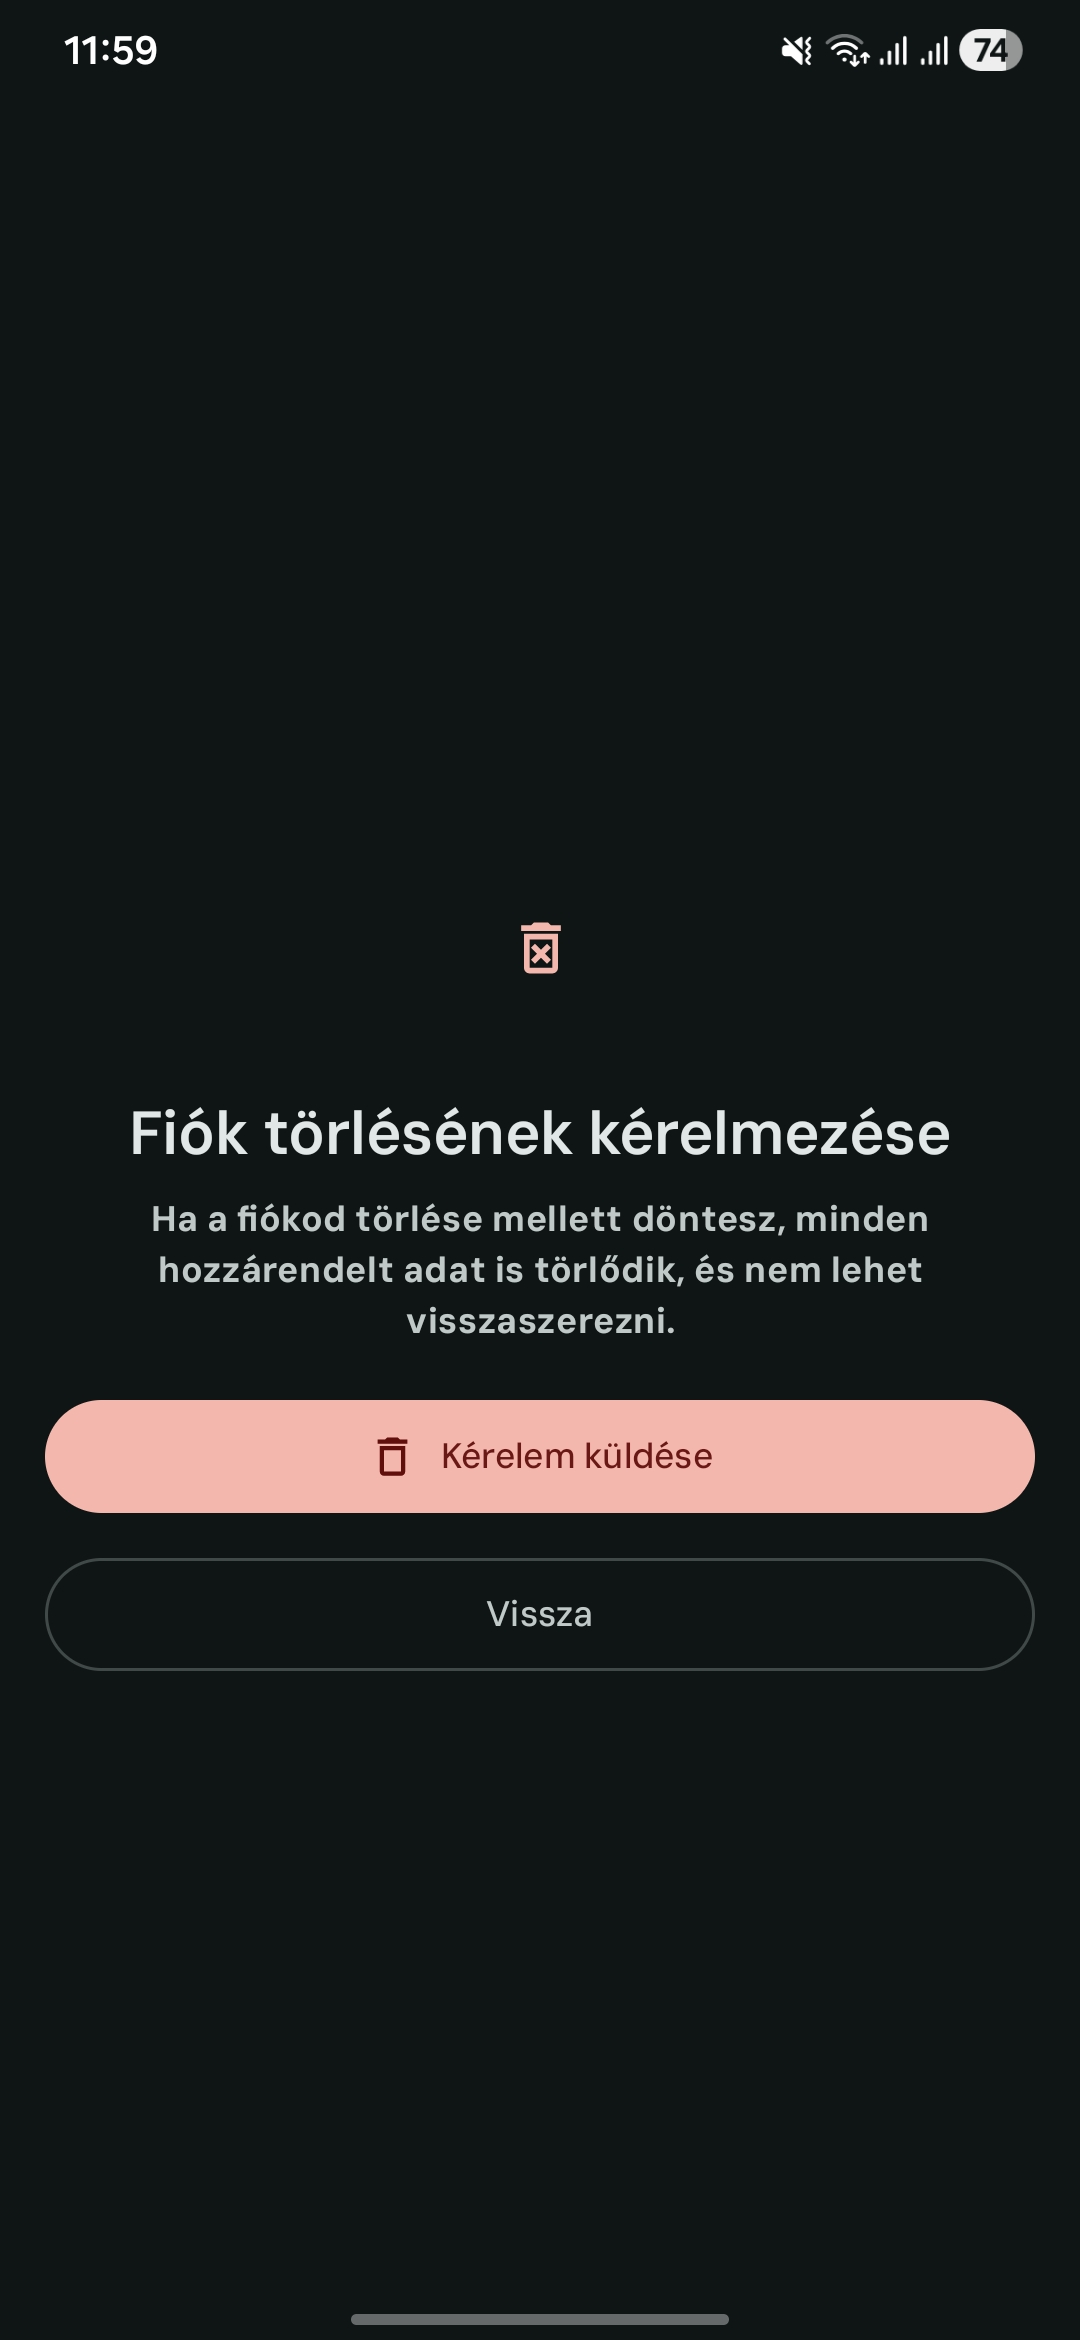 11:59
74
Fiók törlésének kérelmezése
Ha a fiókod törlése mellett döntesz, minden
hozzárendelt adat is törlődik, és nem lehet
visszaszerezni.
Kérelem küldése
Vissza